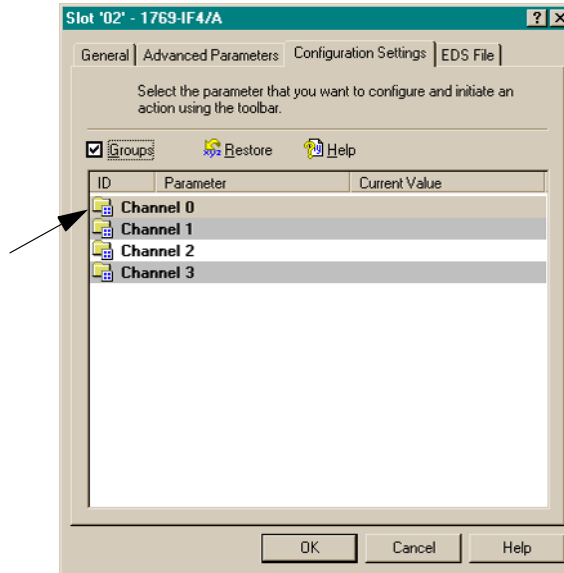 Slot '02' - 1769-IF4/A
General Advanced Parameters Configuration Settings EDS File
Select the parameter that you want to configure and initiate an
action using the toolbar.
Groups Restore Help
ID Parameter Current Value
Channel 0
Channel 1
Channel 2
Channel 3
OK Cancel Help